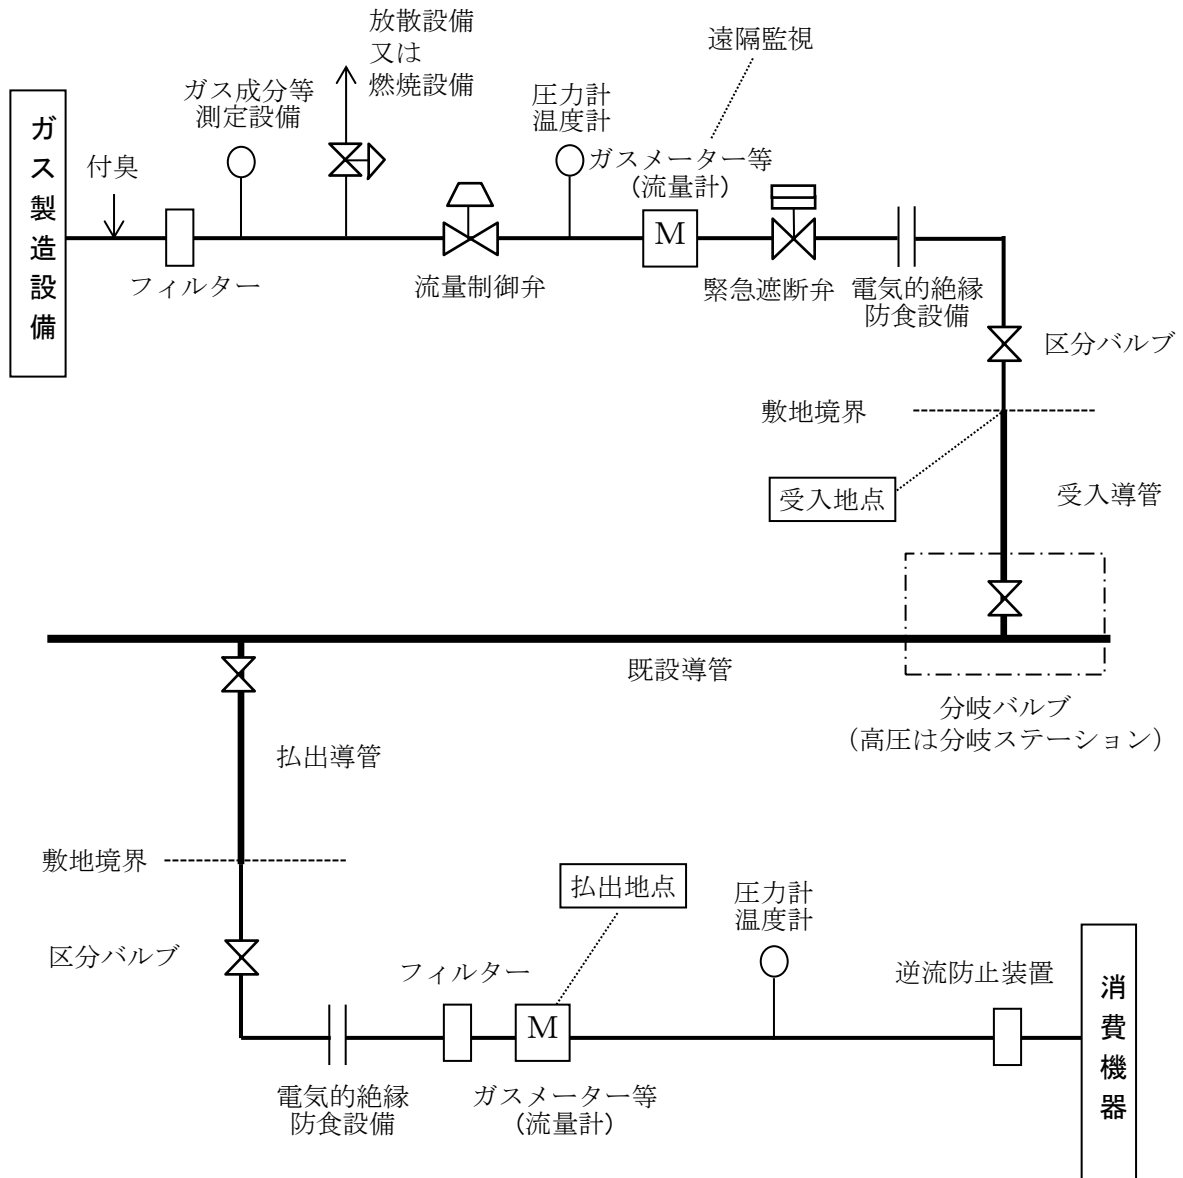 放散設備
又は
燃焼設備
遠隔監視
ガス成分等
測定設備
圧力計
温度計
ガス製造設備
付臭
ガスメーター等
(流量計)
M
フィルター
流量制御弁
緊急遮断弁
電気的絶縁
防食設備
区分バルブ
敷地境界
受入地点
受入導管
既設導管
分岐バルブ
(高圧は分岐ステーション)
払出導管
敷地境界
払出地点
圧力計
温度計
区分バルブ
フィルター
逆流防止装置
消費機器
M
電気的絶縁
防食設備
ガスメーター等
(流量計)